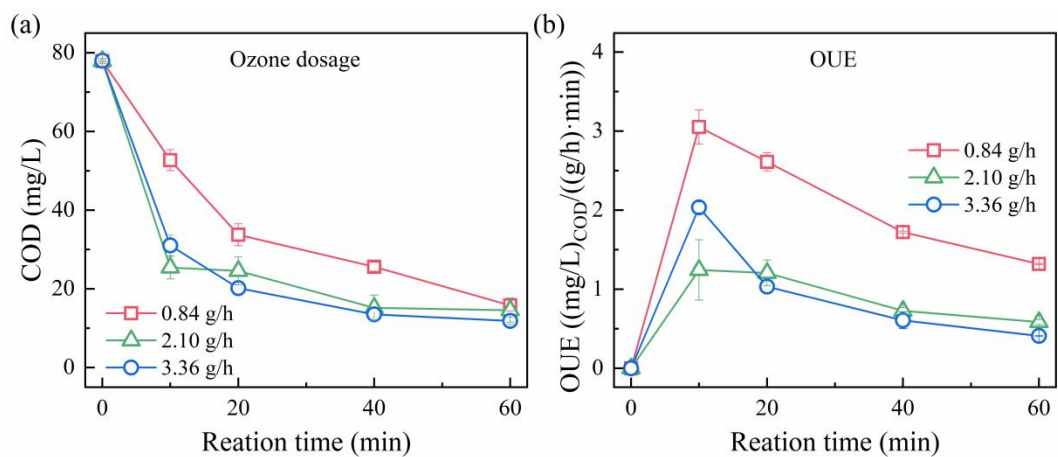 (a)
Ozone dosage
COD (mg/L)
80
60
40
20
0
0.84 g/h
2.10 g/h
3.36 g/h
0
20
40
60
Reation time (min)
(b)
OUE
OUE ((mg/L)COD/((g/h)·min))
4
3
2
1
0
0.84 g/h
2.10 g/h
3.36 g/h
0
20
40
60
Reation time (min)